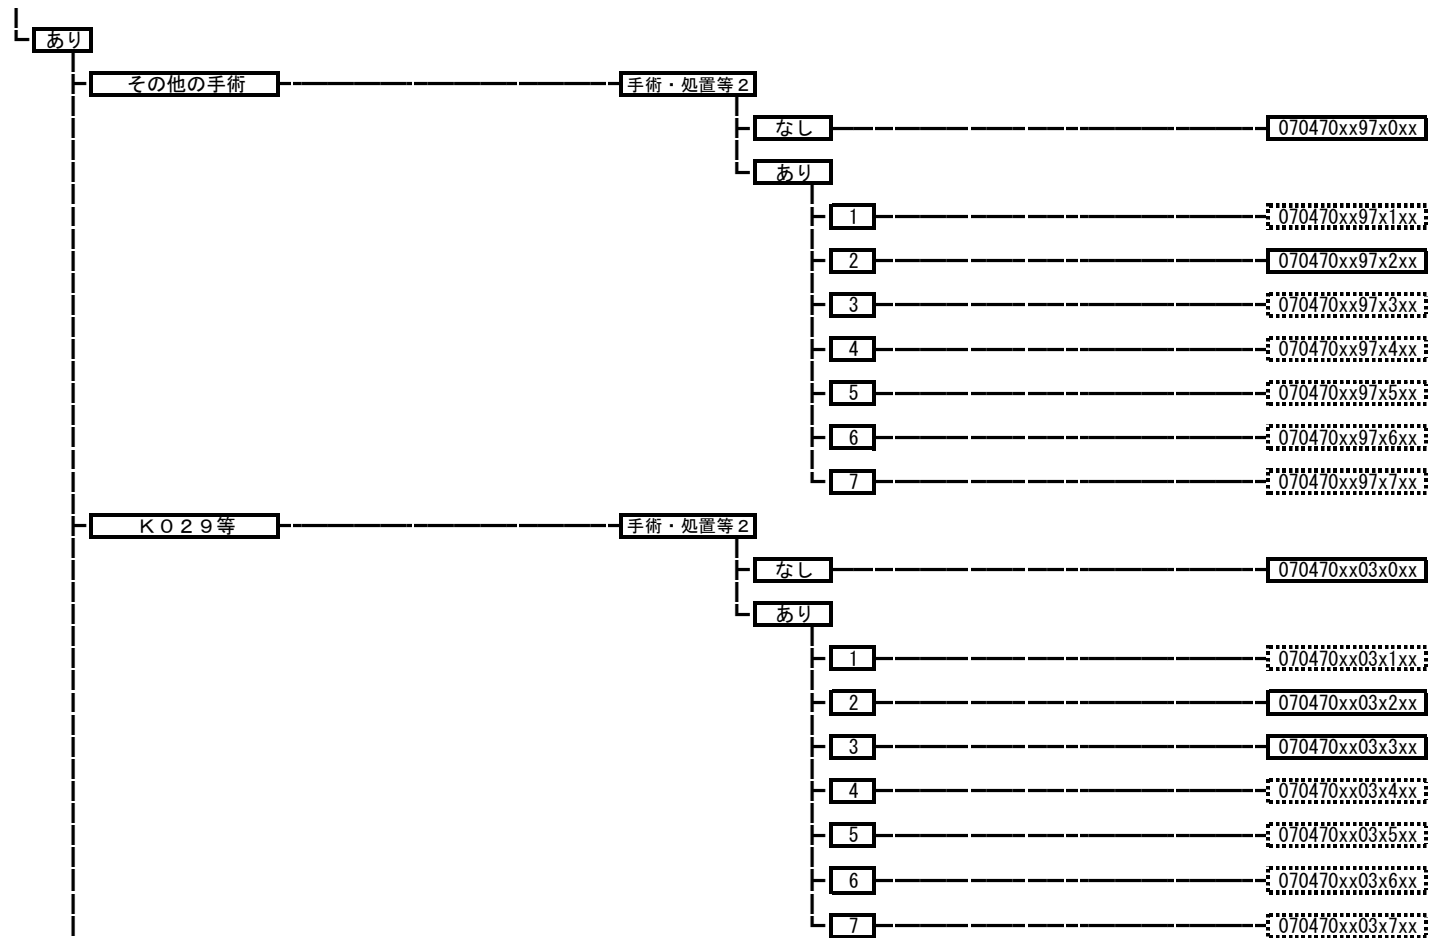 あり
その他の手術 手術・処置等2
なし 070470xx97x0xx
あり
1 070470xx97x1xx
2 070470xx97x2xx
3 070470xx97x3xx
4 070470xx97x4xx
5 070470xx97x5xx
6 070470xx97x6xx
7 070470xx97x7xx
K029等 手術・処置等2
なし 070470xx03x0xx
あり
1 070470xx03x1xx
2 070470xx03x2xx
3 070470xx03x3xx
4 070470xx03x4xx
5 070470xx03x5xx
6 070470xx03x6xx
7 070470xx03x7xx